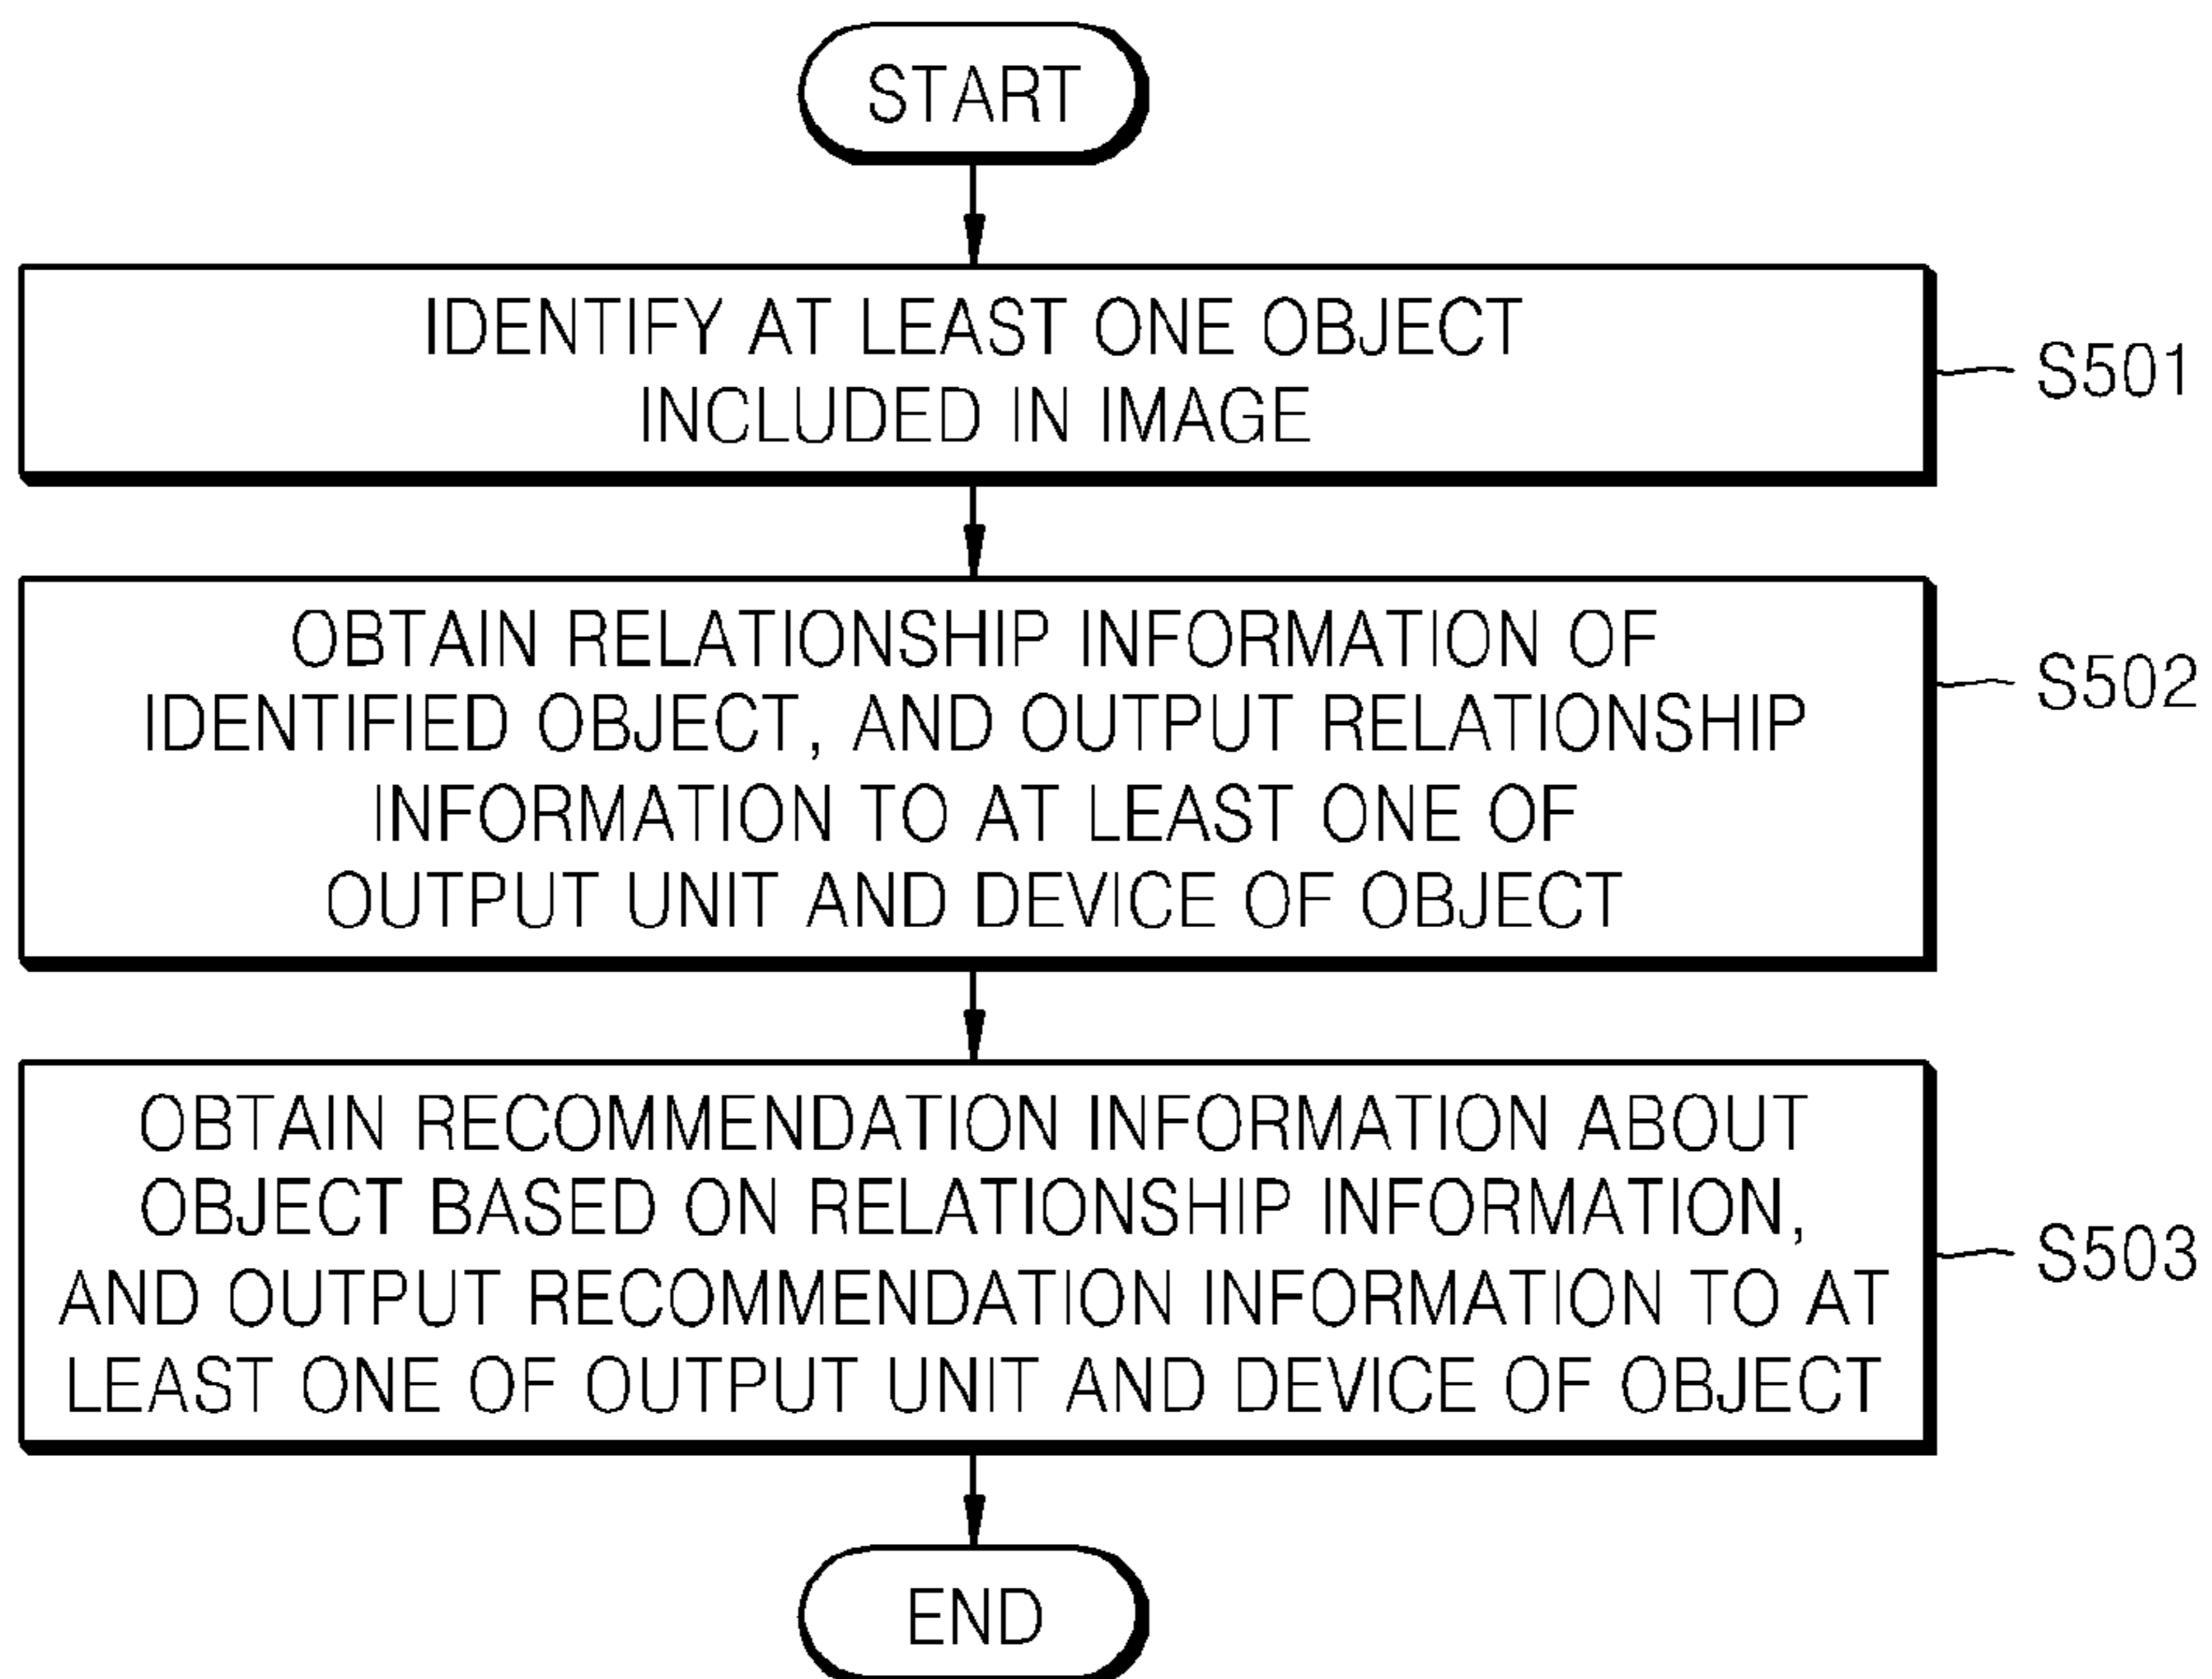 START
IDENTIFY AT LEAST ONE OBJECT
INCLUDED IN IMAGE
S501
OBTAIN RELATIONSHIP INFORMATION OF
IDENTIFIED OBJECT, AND OUTPUT RELATIONSHIP
INFORMATION TO AT LEAST ONE OF
OUTPUT UNIT AND DEVICE OF OBJECT
S502
OBTAIN RECOMMENDATION INFORMATION ABOUT
OBJECT BASED ON RELATIONSHIP INFORMATION,
AND OUTPUT RECOMMENDATION INFORMATION TO AT
LEAST ONE OF OUTPUT UNIT AND DEVICE OF OBJECT
S503
END